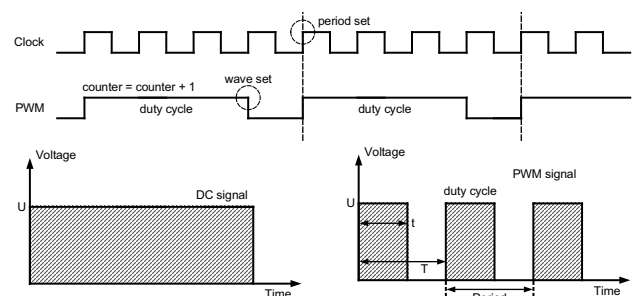 period set
Clock
wave set
counter = counter + 1
PWM
duty cycle
duty cycle
Voltage
DC signal
U
Time
Voltage
PWM signal
duty cycle
U
t
T
Period
Time